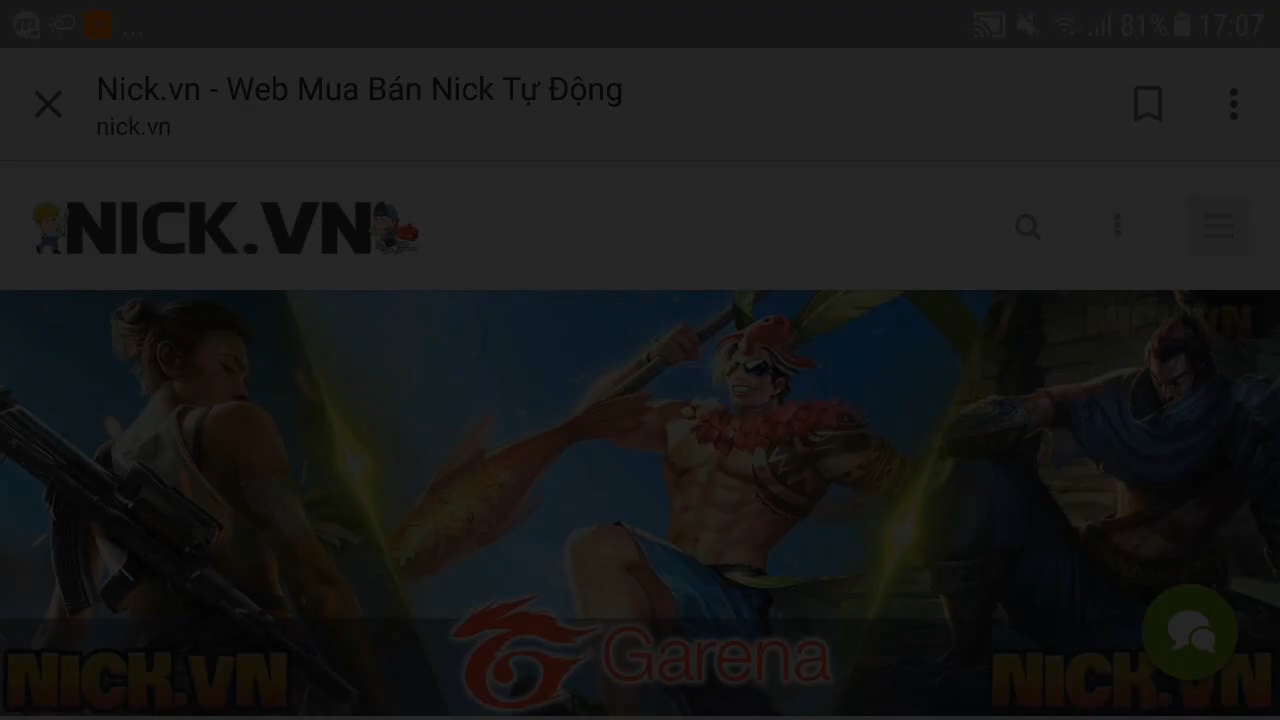 81% 17:07
Nick.vn - Web Mua Bán Nick Tự Động
nick.vn
NICK.VN
NICK.VN
NICK.VN
Garena
NICK.VN